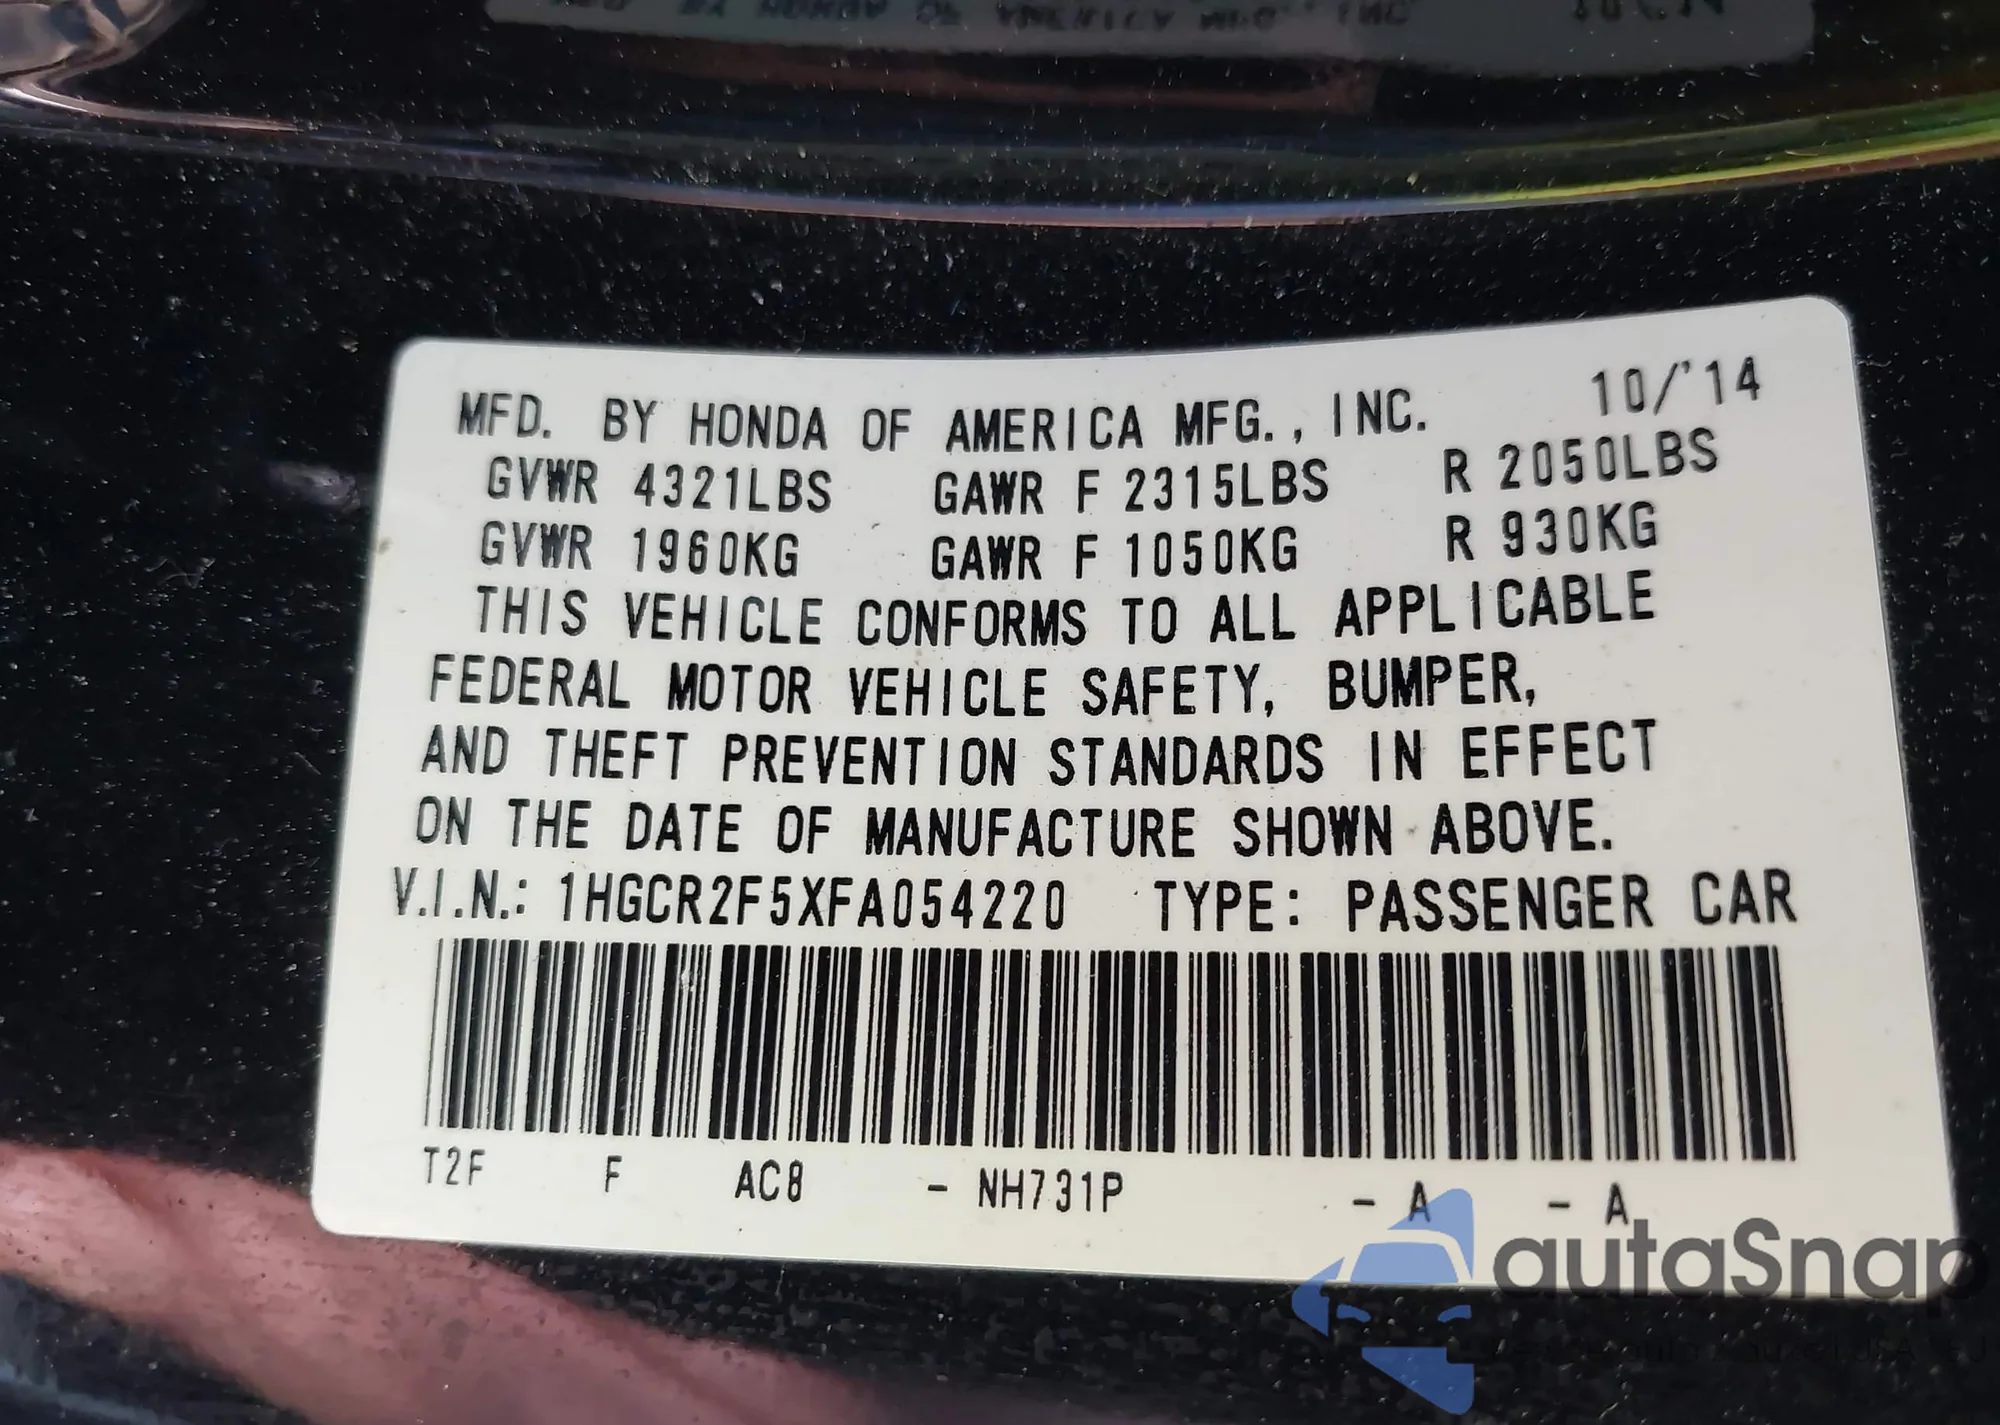 MFD. BY HONDA OF AMERICA MFG., INC. 10/'14
GVWR 4321LBS GAWR F 2315LBS R 2050LBS
GVWR 1960KG GAWR F 1050KG R 930KG
THIS VEHICLE CONFORMS TO ALL APPLICABLE
FEDERAL MOTOR VEHICLE SAFETY, BUMPER,
AND THEFT PREVENTION STANDARDS IN EFFECT
ON THE DATE OF MANUFACTURE SHOWN ABOVE.
V.I.N.: 1HGCR2F5XFA054220 TYPE: PASSENGER CAR
T2F F AC8 - NH731P - A - A
autaSnap